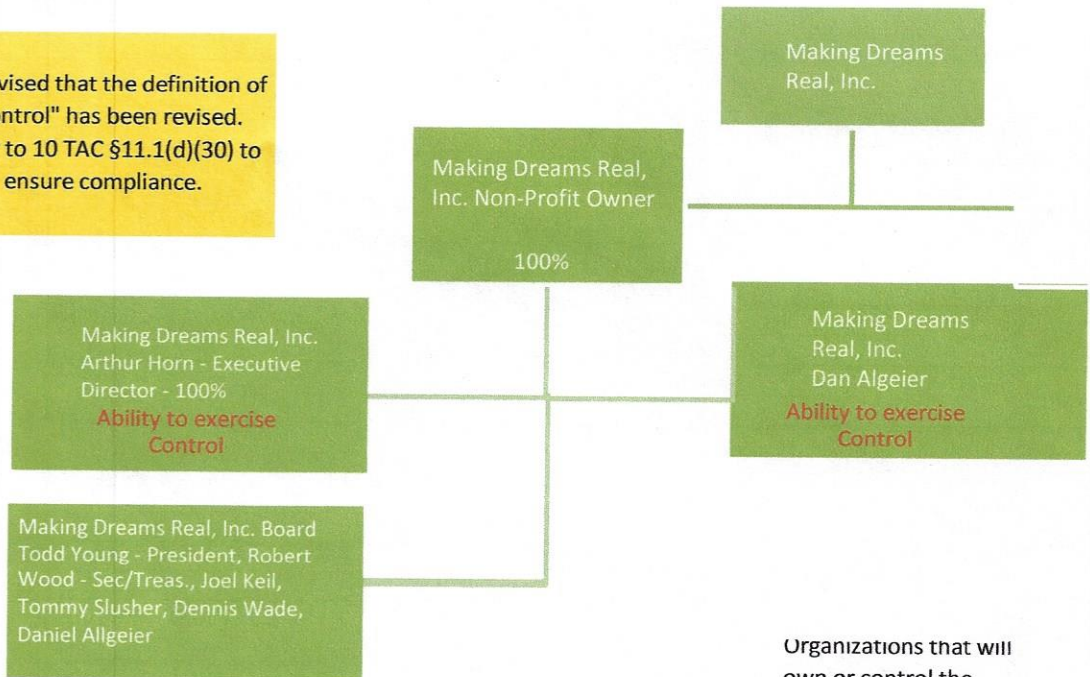 vised that the definition of
ntrol" has been revised.
to 10 TAC §11.1(d)(30) to
ensure compliance.
Making Dreams
Real, Inc.
Making Dreams Real,
Inc. Non-Profit Owner
100%
Making Dreams Real, Inc.
Arthur Horn - Executive
Director - 100%
Ability to exercise
Control
Making Dreams
Real, Inc.
Dan Algeier
Ability to exercise
Control
Making Dreams Real, Inc. Board
Todd Young - President, Robert
Wood - Sec/Treas., Joel Keil,
Tommy Slusher, Dennis Wade,
Daniel Allgeier
Organizations that will
own or control the